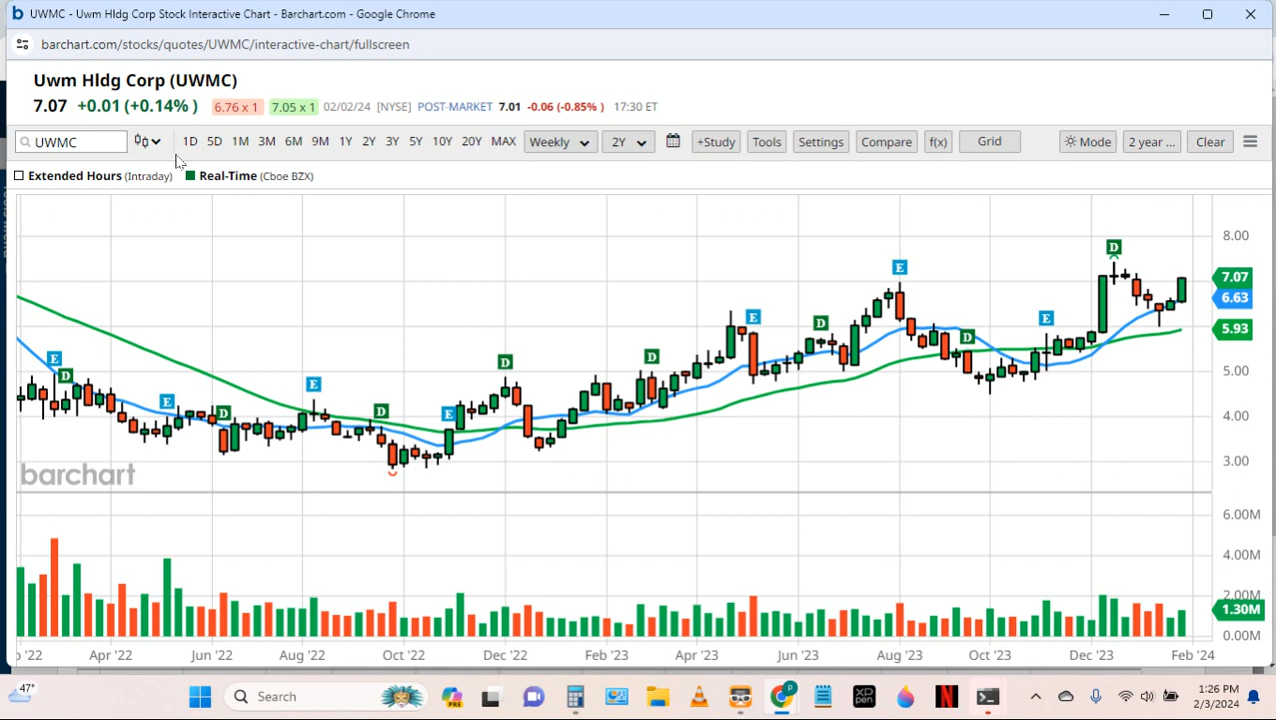 UWMC - Uwm Hldg Corp Stock Interactive Chart - Barchart.com - Google Chrome
barchart.com/stocks/quotes/UWMC/interactive-chart/fullscreen
Uwm Hldg Corp (UWMC)
7.07 +0.01 (+0.14% ) 6.76 x 1 7.05 x 1 02/02/24 [NYSE] POST-MARKET 7.01 -0.06 (-0.85% ) 17:30 ET
UWMC 1D 5D 1M 3M 6M 9M 1Y 2Y 3Y 5Y 10Y 20Y MAX Weekly 2Y +Study Tools Settings Compare f(x) Grid Mode 2 year ... Clear
Extended Hours (Intraday) Real-Time (Cboe BZX)
8.00
D
E
7.07
6.63
E
D
5.93
E
D
E
D
D
5.00
E
D
E
D
E
D
E
4.00
D
3.00
barchart
6.00M
4.00M
2.00M
1.30M
0.00M
'22 Apr '22 Jun '22 Aug '22 Oct '22 Dec '22 Feb '23 Apr '23 Jun '23 Aug '23 Oct '23 Dec '23 Feb '24
47°
Search
PRE
P
XP
PEN
N
1:26 PM
2/3/2024